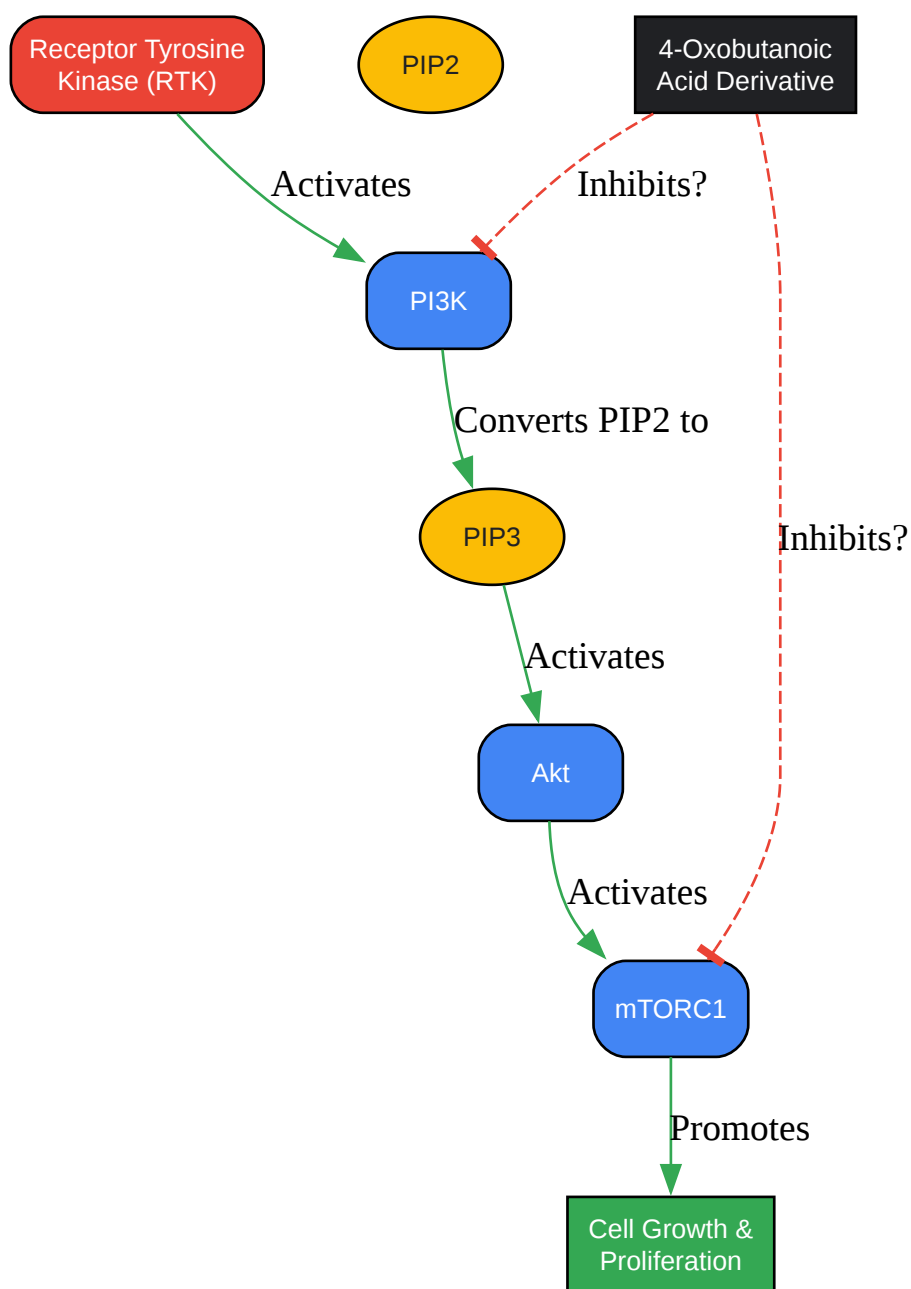 Receptor Tyrosine
Kinase (RTK)
PIP2
4-Oxobutanoic
Acid Derivative
Activates
Inhibits?
PI3K
Converts PIP2 to
PIP3
Inhibits?
Activates
Akt
Activates
mTORC1
Promotes
Cell Growth &
Proliferation